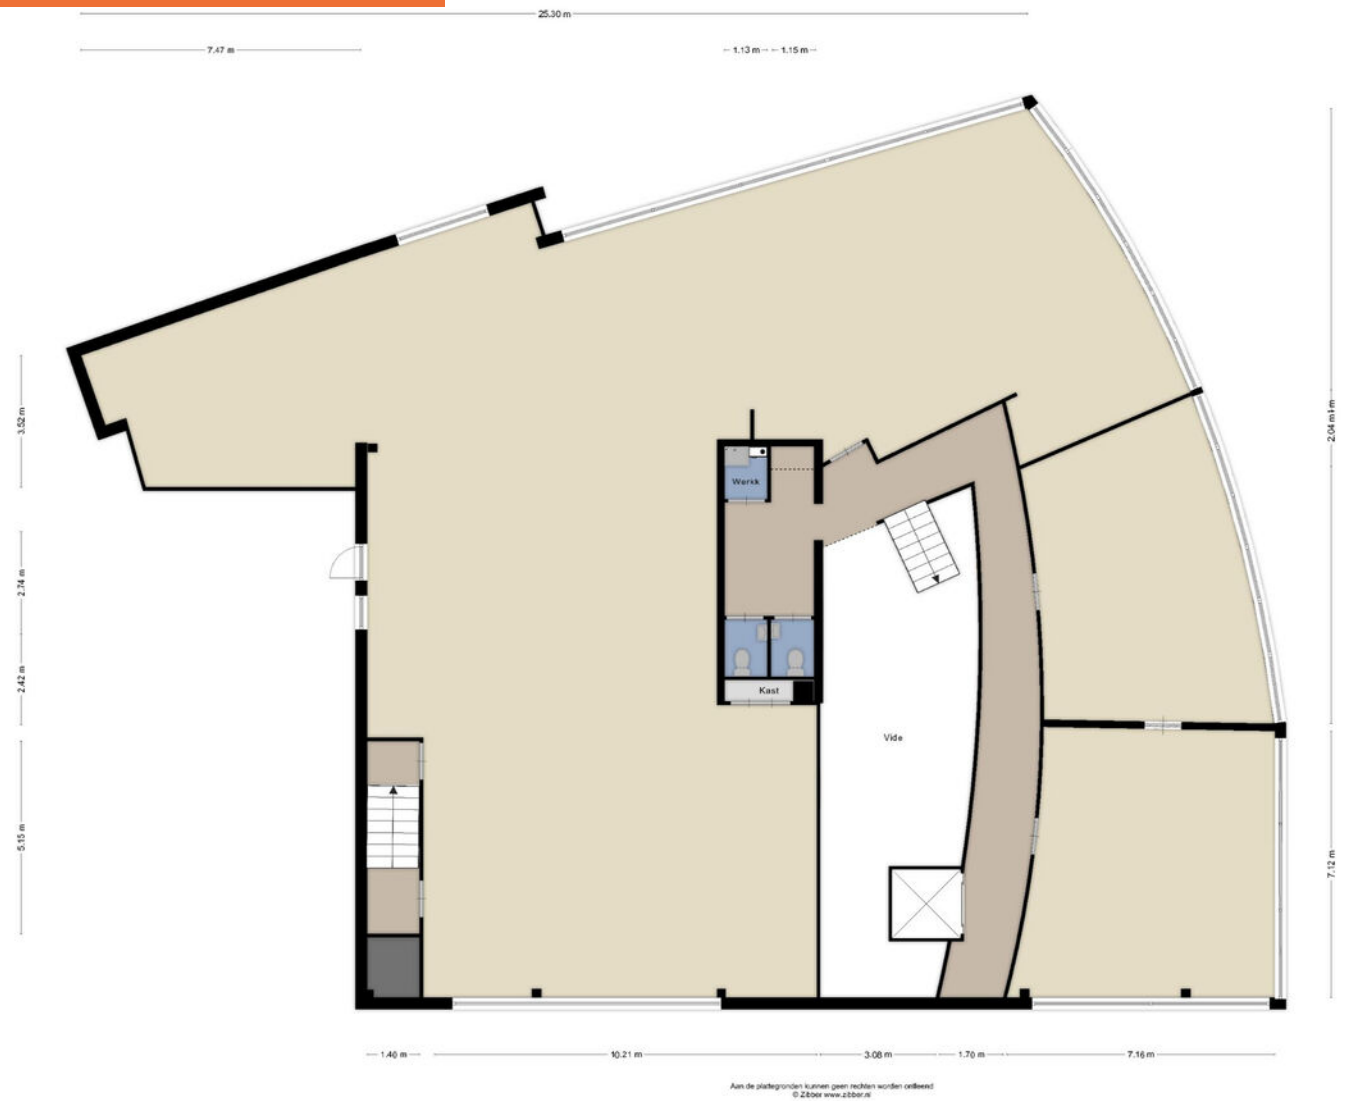 25.30 m
7.47 m
1.13 m
1.15 m
3.52 m
2.04 m
Werkk
2.74 m
2.42 m
Kast
Vide
5.15 m
7.12 m
1.46 m
10.21 m
3.08 m
1.70 m
7.16 m
Aan de plattegronden kunnen geen rechten worden ontleend
© Zibber www.zibber.nl